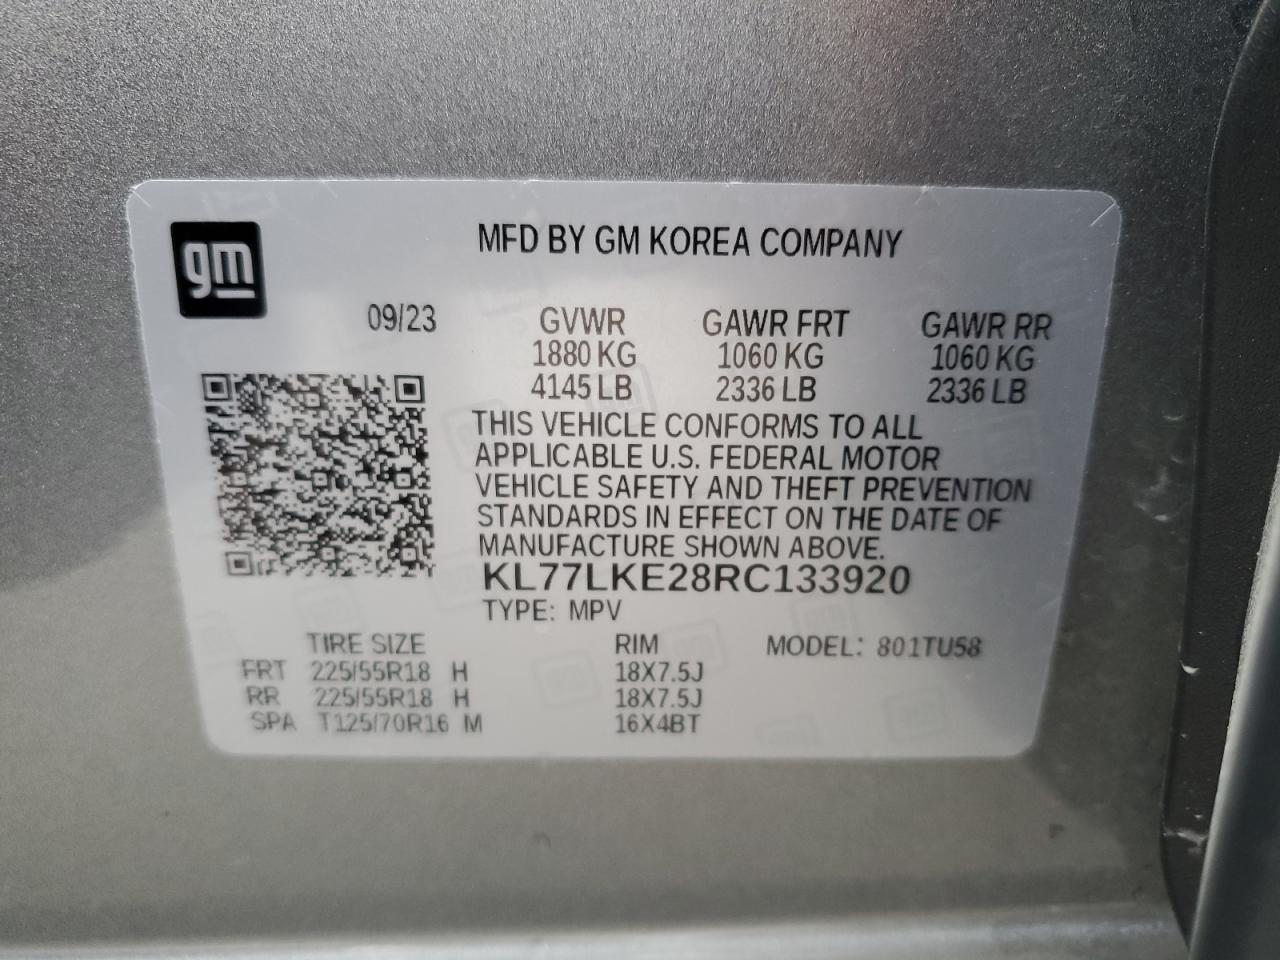 gm
MFD BY GM KOREA COMPANY
09/23 GVWR GAWR FRT GAWR RR
1880 KG 1060 KG 1060 KG
4145 LB 2336 LB 2336 LB
THIS VEHICLE CONFORMS TO ALL
APPLICABLE U.S. FEDERAL MOTOR
VEHICLE SAFETY AND THEFT PREVENTION
STANDARDS IN EFFECT ON THE DATE OF
MANUFACTURE SHOWN ABOVE.
KL77LKE28RC133920
TYPE: MPV
TIRE SIZE RIM MODEL: 801TU58
FRT 225/55R18 H 18X7.5J
RR 225/55R18 H 18X7.5J
SPA T125/70R16 M 16X4BT